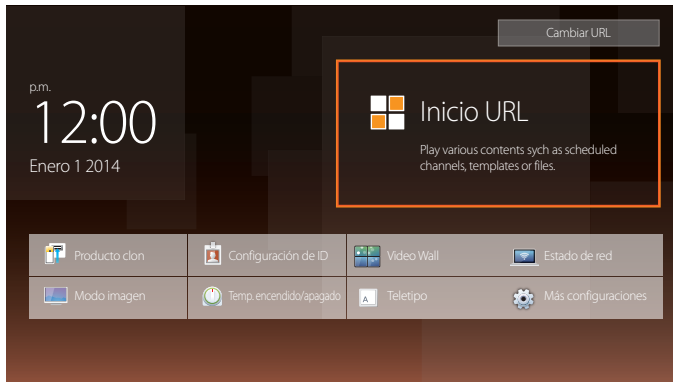 Cambiar URL
p.m.
12:00
Enero 1 2014
Inicio URL
Play various contents sych as scheduled
channels, templates or files.
Producto clon
Configuración de ID
Video Wall
Estado de red
Modo imagen
Temp. encendido/apagado
A
Teletipo
Más configuraciones